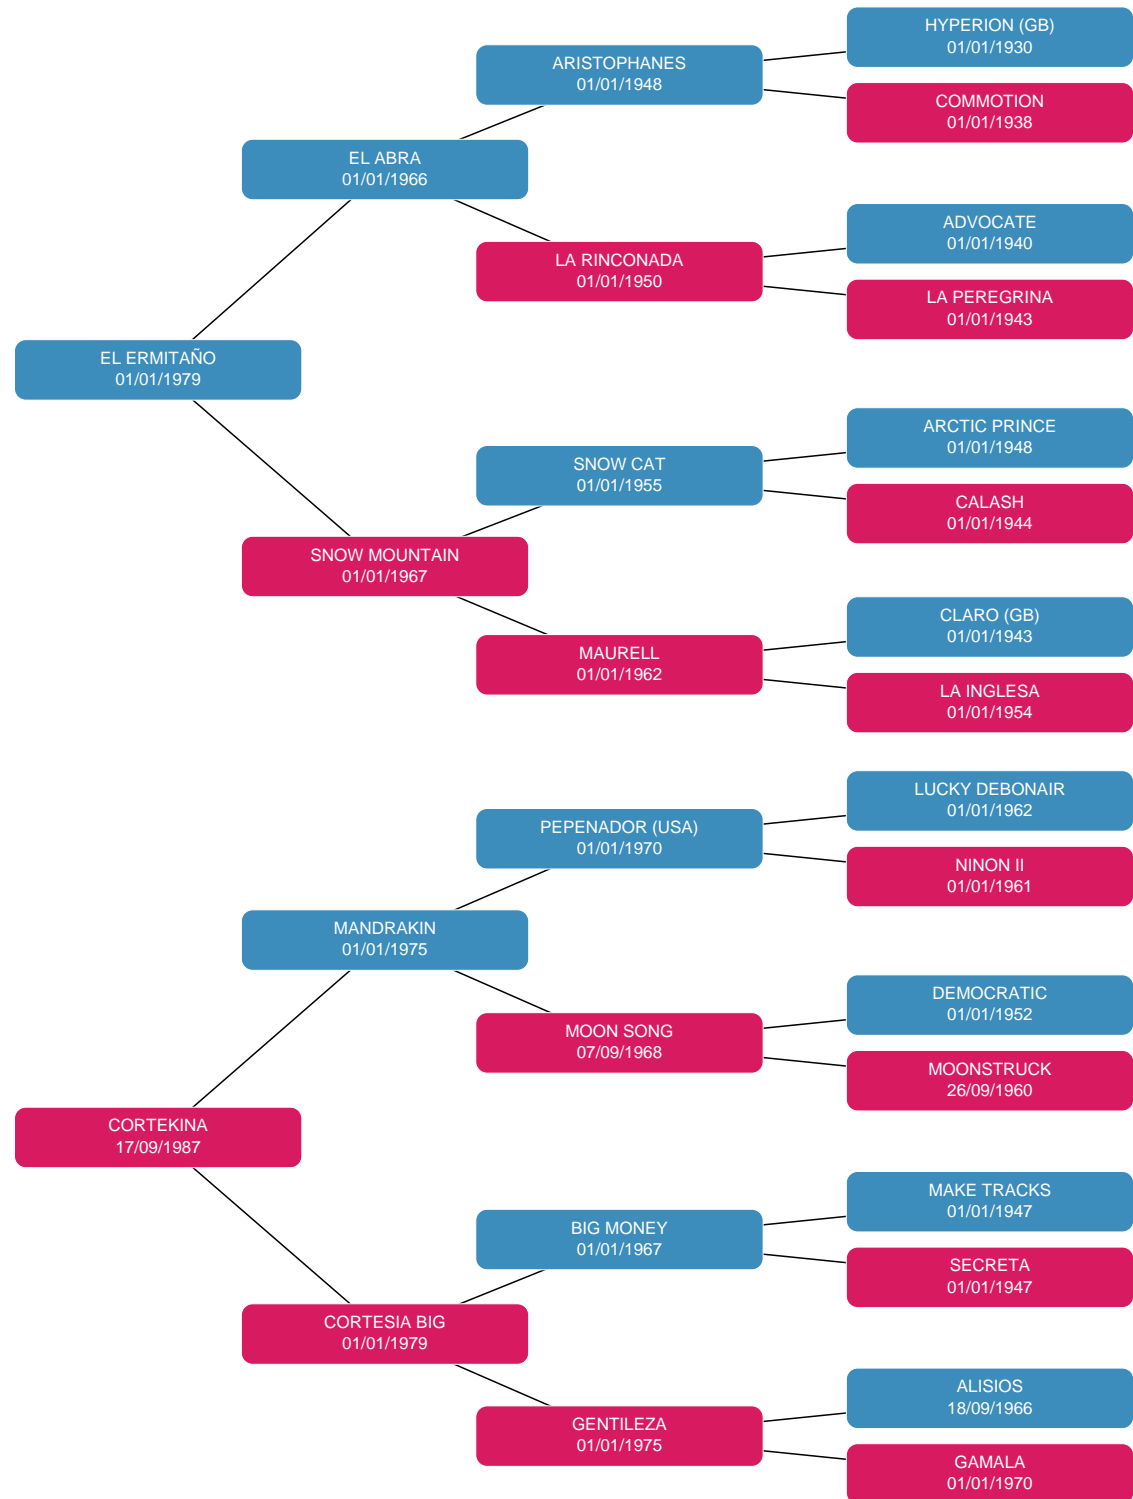 HYPERION (GB)
01/01/1930
ARISTOPHANES
01/01/1948
COMMOTION
01/01/1938
EL ABRA
01/01/1966
ADVOCATE
01/01/1940
LA RINCONADA
01/01/1950
LA PEREGRINA
01/01/1943
EL ERMITAÑO
01/01/1979
ARCTIC PRINCE
01/01/1948
SNOW CAT
01/01/1955
CALASH
01/01/1944
SNOW MOUNTAIN
01/01/1967
CLARO (GB)
01/01/1943
MAURELL
01/01/1962
LA INGLESA
01/01/1954
LUCKY DEBONAIR
01/01/1962
PEPENADOR (USA)
01/01/1970
NINON II
01/01/1961
MANDRAKIN
01/01/1975
DEMOCRATIC
01/01/1952
MOON SONG
07/09/1968
MOONSTRUCK
26/09/1960
CORTEKINA
17/09/1987
MAKE TRACKS
01/01/1947
BIG MONEY
01/01/1967
SECRETA
01/01/1947
CORTESIA BIG
01/01/1979
ALISIOS
18/09/1966
GENTILEZA
01/01/1975
GAMALA
01/01/1970